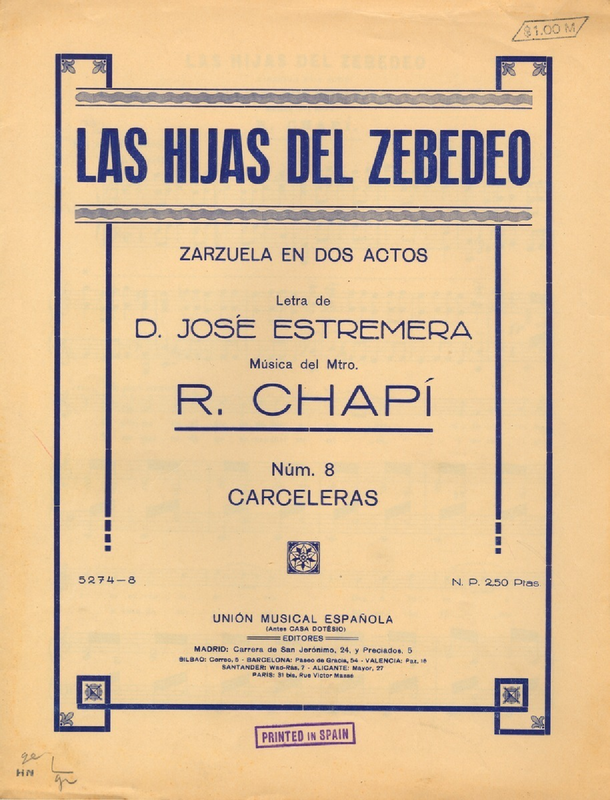 $1.00 M
LAS HIJAS DEL ZEBEDEO
ZARZUELA EN DOS ACTOS
Letra de
D. JOSÉ ESTREMERA
Música del Mtro.
R. CHAPÍ
Núm. 8
CARCELERAS
5274-8
N. P. 2,50 Ptas.
UNIÓN MUSICAL ESPAÑOLA
(Antes CASA DOTÉSIO)
EDITORES
MADRID: Carrera de San Jerónimo, 24, y Preciados, 5
BILBAO: Correo, 5 - BARCELONA: Paseo de Gracia, 54 - VALENCIA: Paz, 15
SANTANDER: Wad-Rás, 7 - ALICANTE: Mayor, 27
PARIS: 31 bis, Rue Victor Masse
PRINTED IN SPAIN
HN